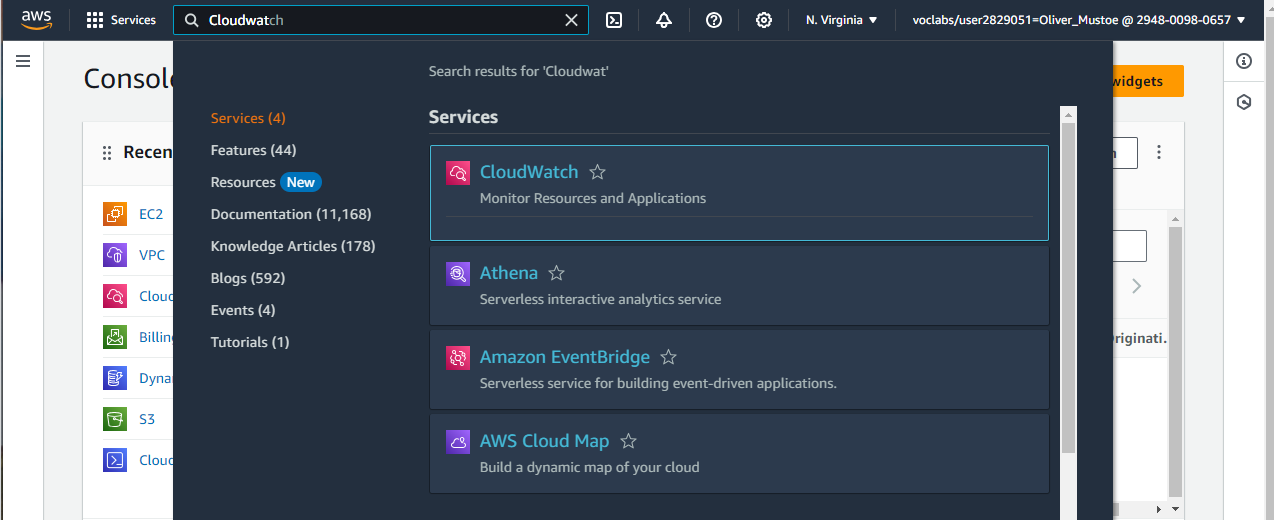 aws
Services
Cloudwatch
N. Virginia
voclabs/user2829051=Oliver_Mustoe @ 2948-0098-0657
Search results for 'Cloudwat'
Services (4)
Features (44)
Resources New
Documentation (11,168)
Knowledge Articles (178)
Blogs (592)
Events (4)
Tutorials (1)
Services
CloudWatch
Monitor Resources and Applications
Athena
Serverless interactive analytics service
Amazon EventBridge
Serverless service for building event-driven applications.
AWS Cloud Map
Build a dynamic map of your cloud
Consol
widgets
Recen
EC2
VPC
Cloud
Billin
Dyna
S3
Cloud
riginati.